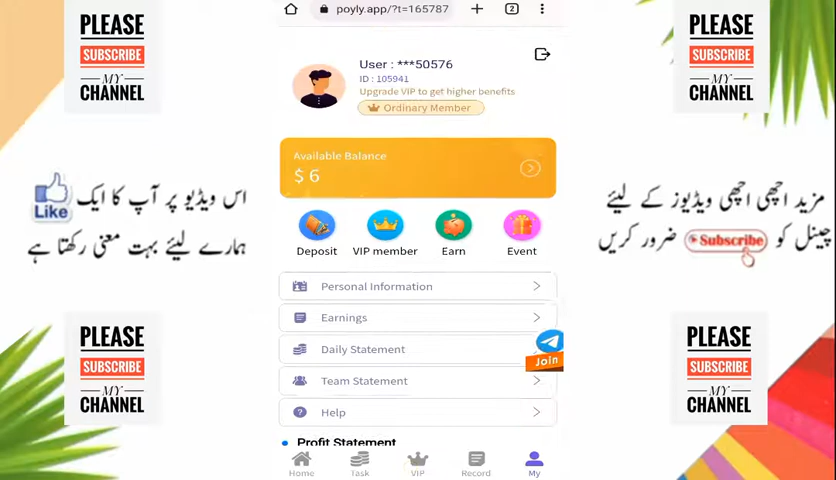 PLEASE
SUBSCRIBE
MY
CHANNEL
poyly.app/?t=165787
2
PLEASE
SUBSCRIBE
MY
CHANNEL
User : ***50576
ID : 105941
Upgrade VIP to get higher benefits
Ordinary Member
Available Balance
$ 6
Deposit
VIP member
Earn
Event
Personal Information
Earnings
Daily Statement
Team Statement
Help
Join
Profit Statement
Home
Task
VIP
Record
My
اس ویڈیو پر آپ کا ایک Like
ہمارے لیئے بہت معنی رکھتا ہے
مزید اچھی اچھی ویڈیوز کے لیئے
چینل کو Subscribe ضرور کریں
PLEASE
SUBSCRIBE
MY
CHANNEL
PLEASE
SUBSCRIBE
MY
CHANNEL